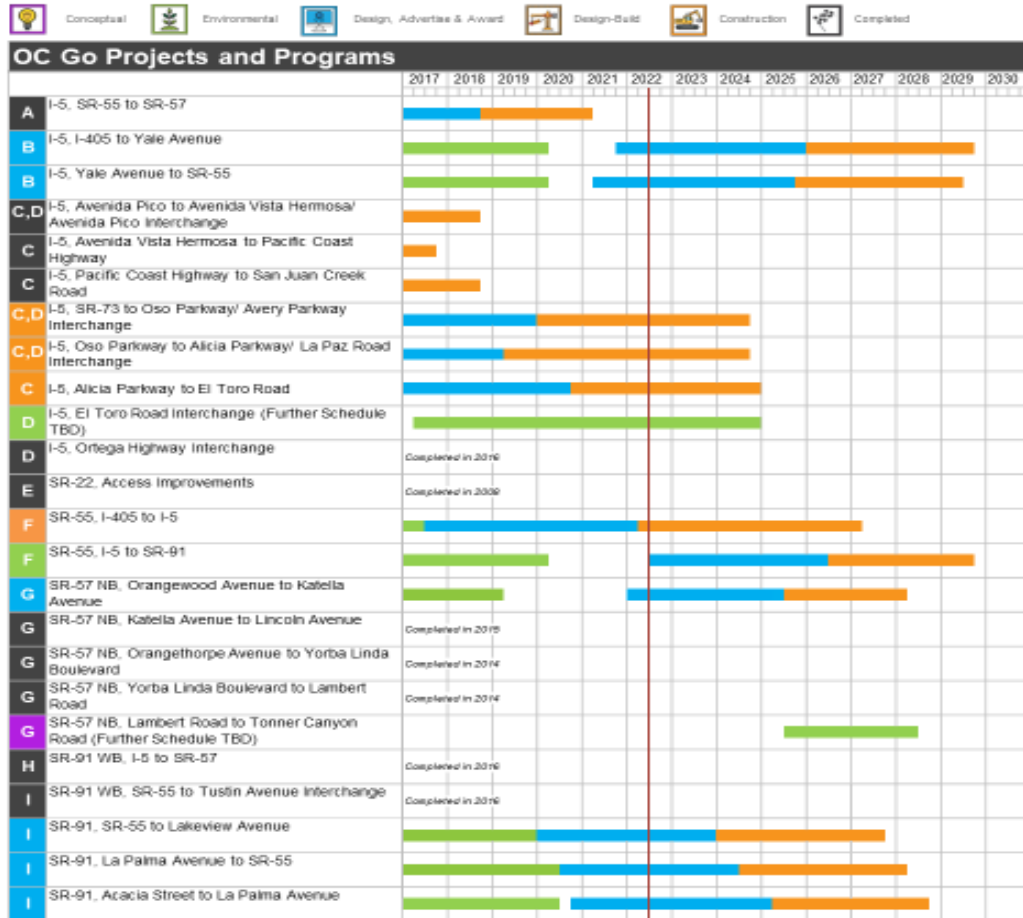 Conceptual
Environmental
Design, Advertise & Award
Design-Build
Construction
Completed
OC Go Projects and Programs
2017 2018 2019 2020 2021 2022 2023 2024 2025 2026 2027 2028 2029 2030
A I-5, SR-55 to SR-57
B I-5, I-405 to Yale Avenue
B I-5, Yale Avenue to SR-55
C,D I-5, Avenida Pico to Avenida Vista Hermosa/
Avenida Pico Interchange
C I-5, Avenida Vista Hermosa to Pacific Coast
Highway
C I-5, Pacific Coast Highway to San Juan Creek
Road
C,D I-5, SR-73 to Oso Parkway/ Avery Parkway
Interchange
C,D I-5, Oso Parkway to Alicia Parkway/ La Paz Road
Interchange
C I-5, Alicia Parkway to El Toro Road
D I-5, El Toro Road Interchange (Further Schedule
TBD)
D I-5, Ortega Highway Interchange Completed in 2016
E SR-22, Access Improvements Completed in 2008
F SR-55, I-405 to I-5
F SR-55, I-5 to SR-91
G SR-57 NB, Orangewood Avenue to Katella
Avenue
G SR-57 NB, Katella Avenue to Lincoln Avenue Completed in 2015
G SR-57 NB, Orangethorpe Avenue to Yorba Linda
Boulevard Completed in 2014
G SR-57 NB, Yorba Linda Boulevard to Lambert
Road Completed in 2014
G SR-57 NB, Lambert Road to Tonner Canyon
Road (Further Schedule TBD)
H SR-91 WB, I-5 to SR-57 Completed in 2016
I SR-91 WB, SR-55 to Tustin Avenue Interchange Completed in 2016
I SR-91, SR-55 to Lakeview Avenue
I SR-91, La Palma Avenue to SR-55
I SR-91, Acacia Street to La Palma Avenue